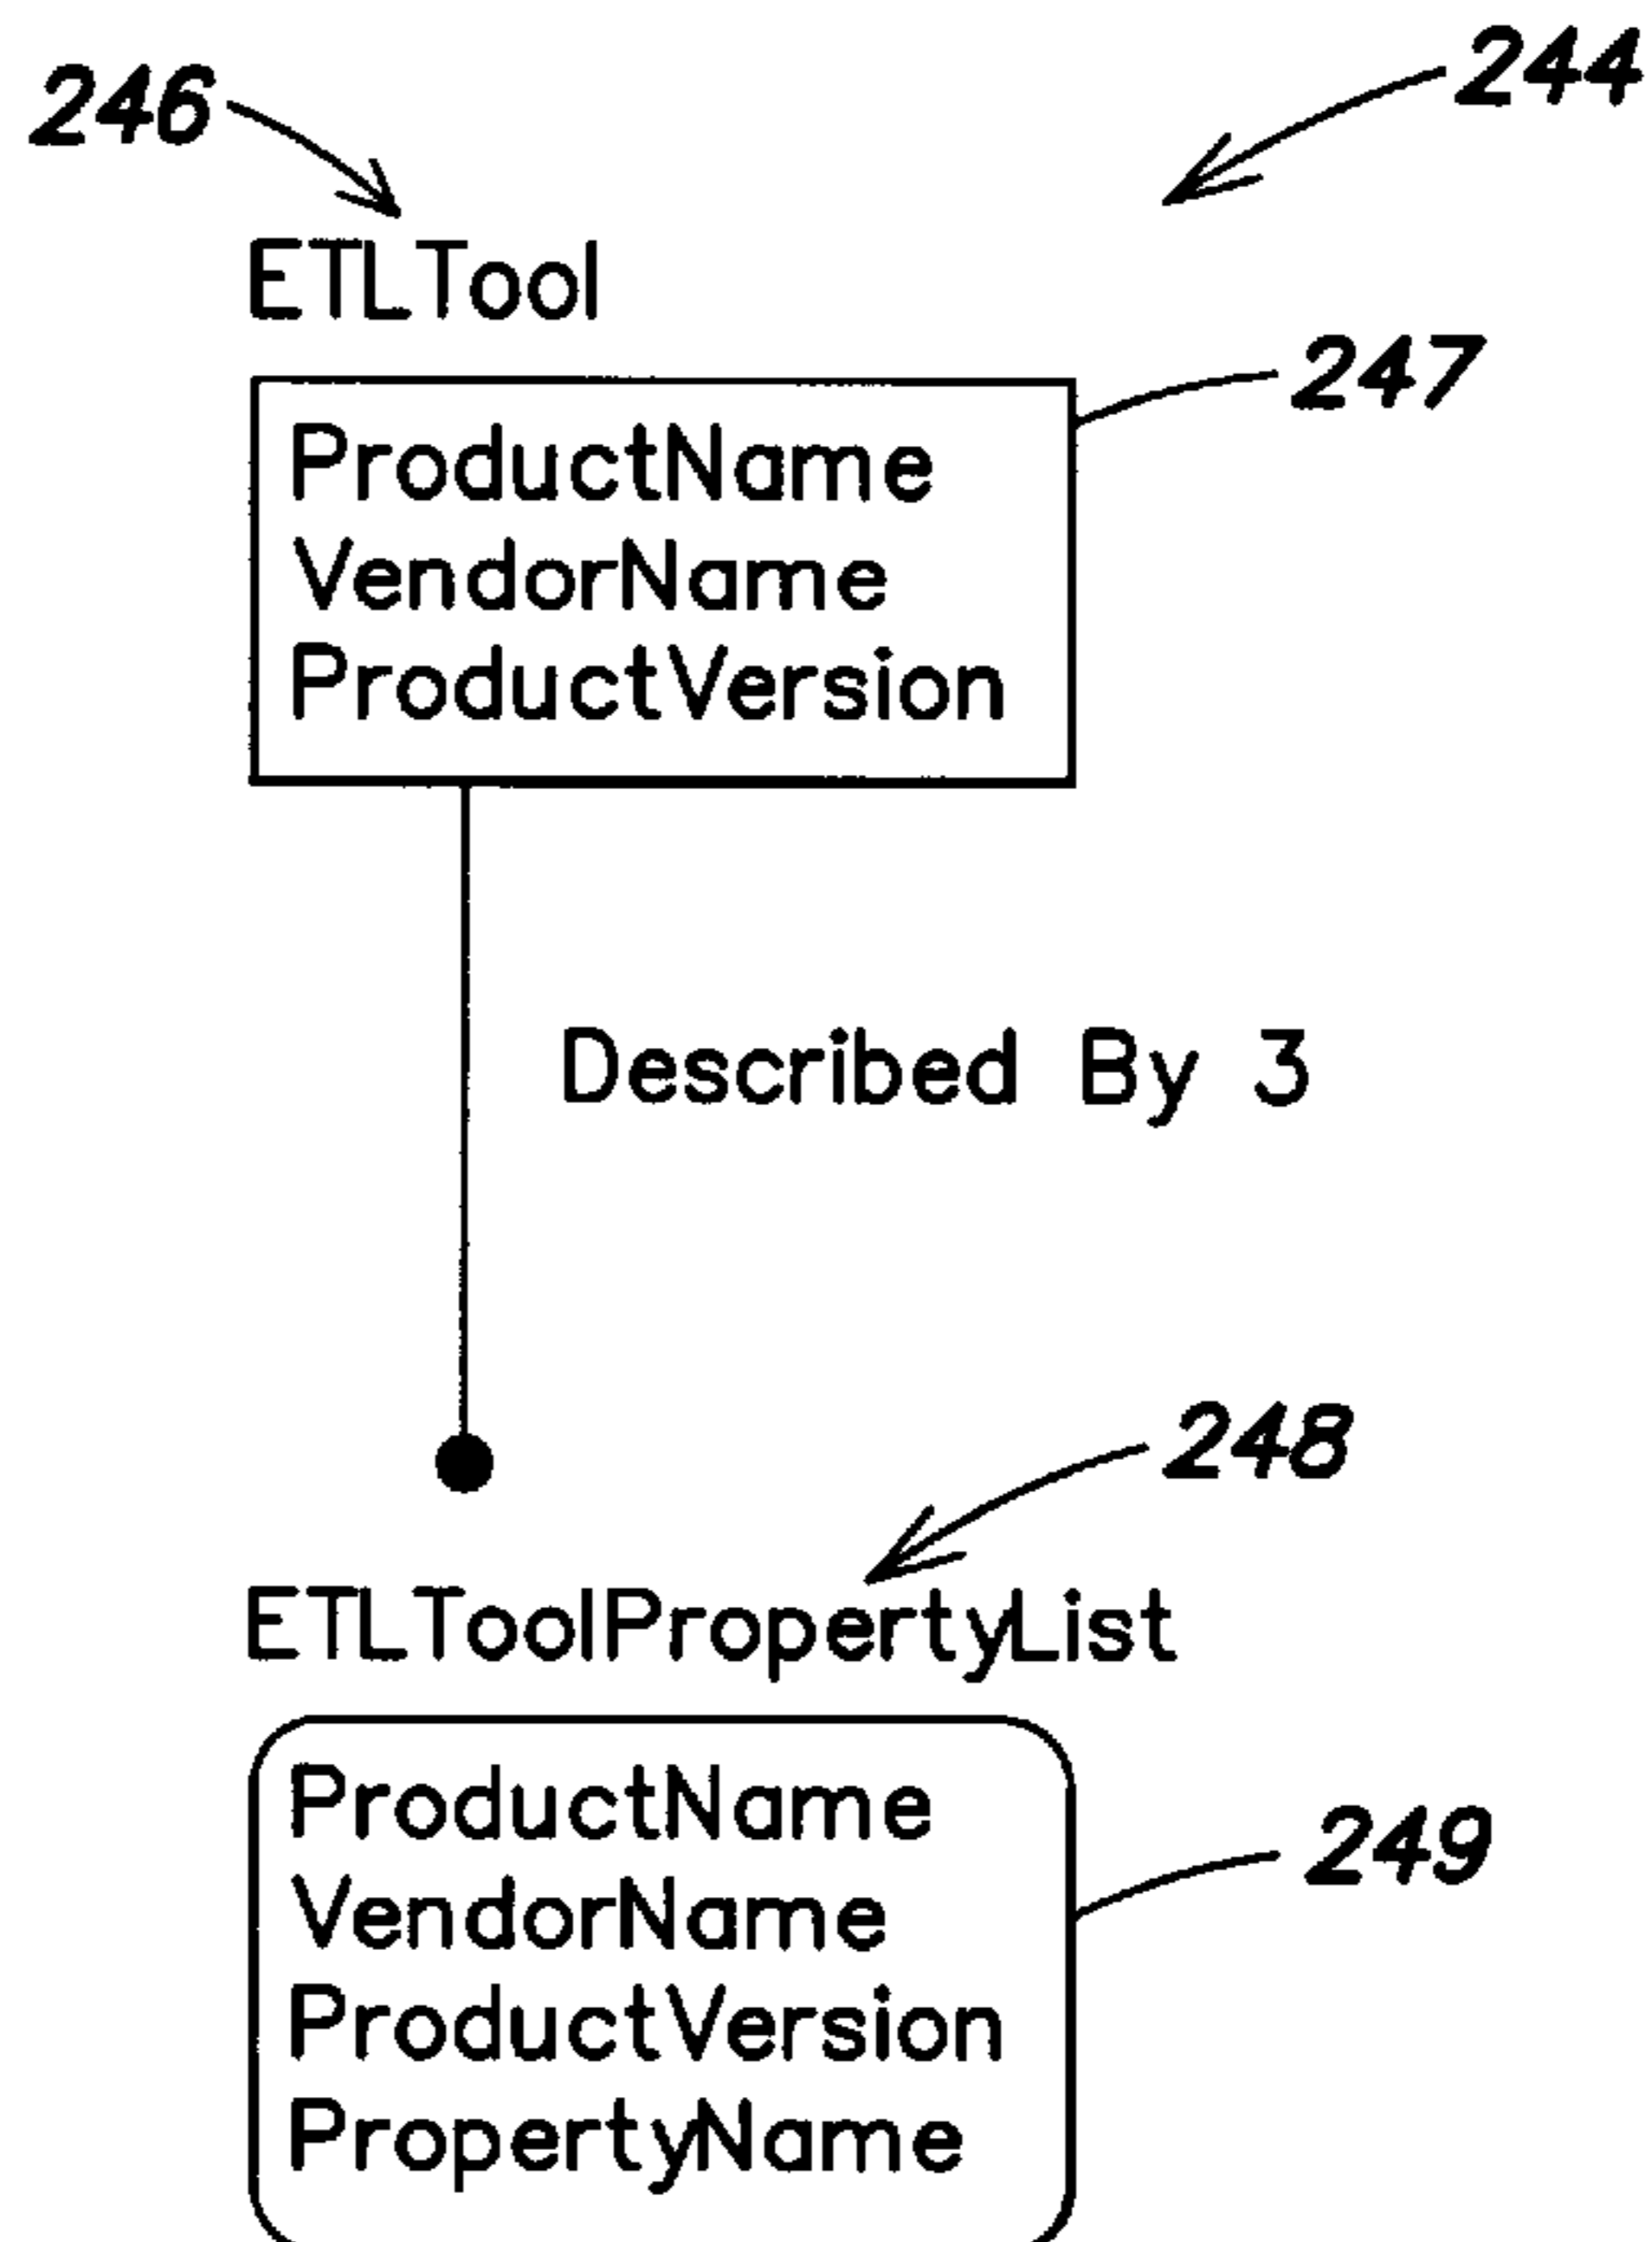 246
244
ETLTool
247
ProductName
VendorName
ProductVersion
Described By 3
248
ETLToolPropertyList
ProductName
249
VendorName
ProductVersion
PropertyName